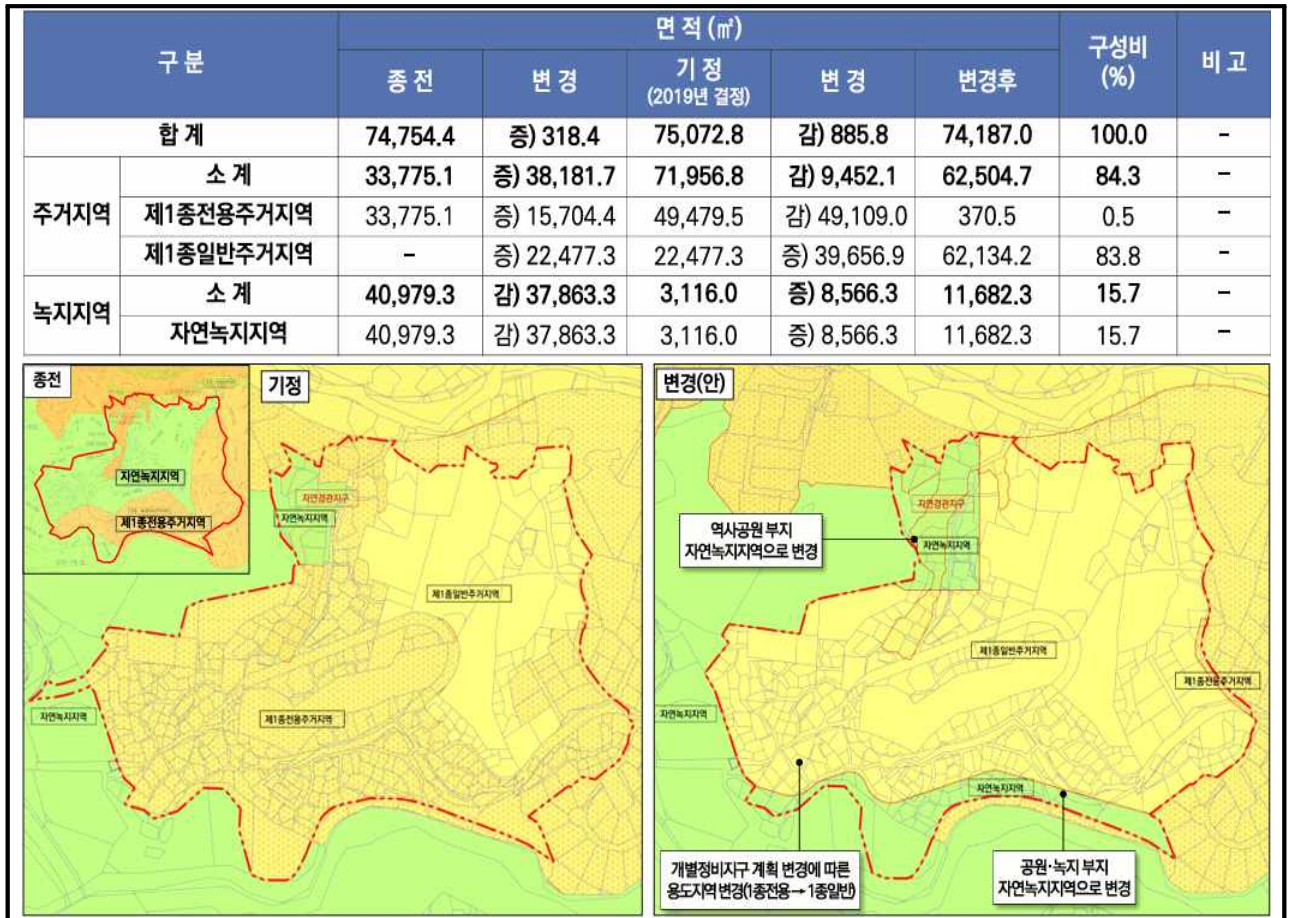 구 분 면 적 (㎡) 구성비 (%) 비 고
종 전 변 경 기 정 (2019년 결정) 변 경 변경후
합 계 74,754.4 증) 318.4 75,072.8 감) 885.8 74,187.0 100.0 -
주거지역 소 계 33,775.1 증) 38,181.7 71,956.8 감) 9,452.1 62,504.7 84.3 -
제1종전용주거지역 33,775.1 증) 15,704.4 49,479.5 감) 49,109.0 370.5 0.5 -
제1종일반주거지역 - 증) 22,477.3 22,477.3 증) 39,656.9 62,134.2 83.8 -
녹지지역 소 계 40,979.3 감) 37,863.3 3,116.0 증) 8,566.3 11,682.3 15.7 -
자연녹지지역 40,979.3 감) 37,863.3 3,116.0 증) 8,566.3 11,682.3 15.7 -
종전
자연녹지지역
제1종전용주거지역
기정
자연경관지구
자연녹지지역
제1종일반주거지역
자연녹지지역
제1종전용주거지역
변경(안)
자연경관지구
역사공원 부지
자연녹지지역으로 변경
자연녹지지역
제1종일반주거지역
제1종전용주거지역
자연녹지지역
자연녹지지역
개별정비지구 계획 변경에 따른
용도지역 변경(1종전용→1종일반)
공원·녹지 부지
자연녹지지역으로 변경